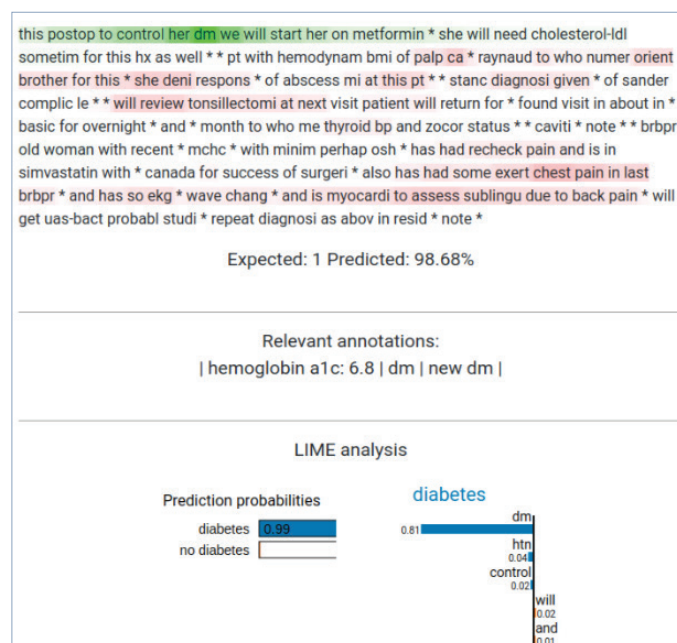 this postop to control her dm we will start her on metformin * she will need cholesterol-ldl
sometim for this hx as well * * pt with hemodynam bmi of palp ca * raynaud to who numer orient
brother for this * she deni respons * of abscess mi at this pt * * stanc diagnosi given * of sander
complic le * * will review tonsillectomi at next visit patient will return for * found visit in about in *
basic for overnight * and * month to who me thyroid bp and zocor status * * caviti * note * * brbpr
old woman with recent * mchc * with minim perhap osh * has had recheck pain and is in
simvastatin with * canada for success of surgeri * also has had some exert chest pain in last
brbpr * and has so ekg * wave chang * and is myocardi to assess sublingu due to back pain * will
get uas-bact probabl studi * repeat diagnosi as abov in resid * note *
Expected: 1 Predicted: 98.68%
Relevant annotations:
| hemoglobin a1c: 6.8 | dm | new dm |
LIME analysis
Prediction probabilities
diabetes 0.99
no diabetes
diabetes
dm
0.81
htn
0.04
control
0.02
will
0.02
and
0.01